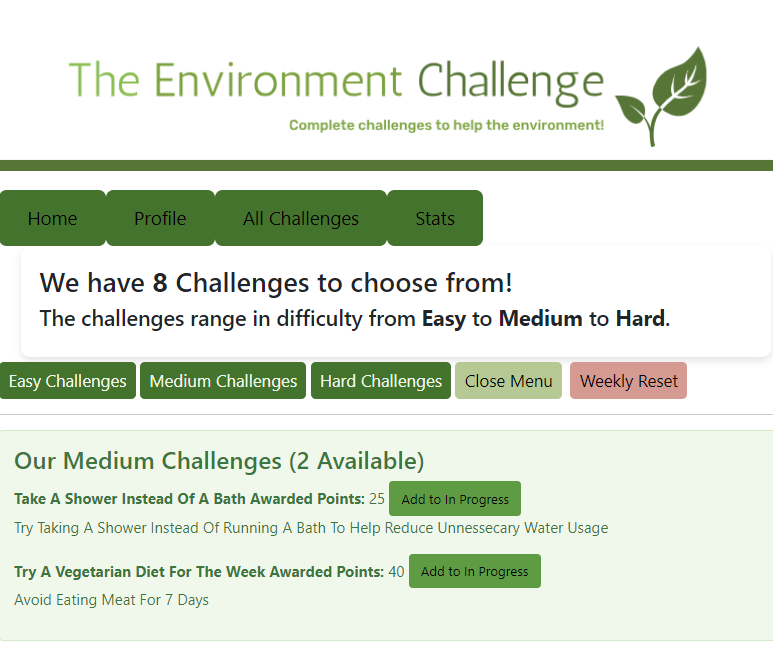 The Environment Challenge
Complete challenges to help the environment!
Home Profile All Challenges Stats
We have 8 Challenges to choose from!
The challenges range in difficulty from Easy to Medium to Hard.
Easy Challenges Medium Challenges Hard Challenges Close Menu Weekly Reset
Our Medium Challenges (2 Available)
Take A Shower Instead Of A Bath Awarded Points: 25 Add to In Progress
Try Taking A Shower Instead Of Running A Bath To Help Reduce Unnessecary Water Usage
Try A Vegetarian Diet For The Week Awarded Points: 40 Add to In Progress
Avoid Eating Meat For 7 Days